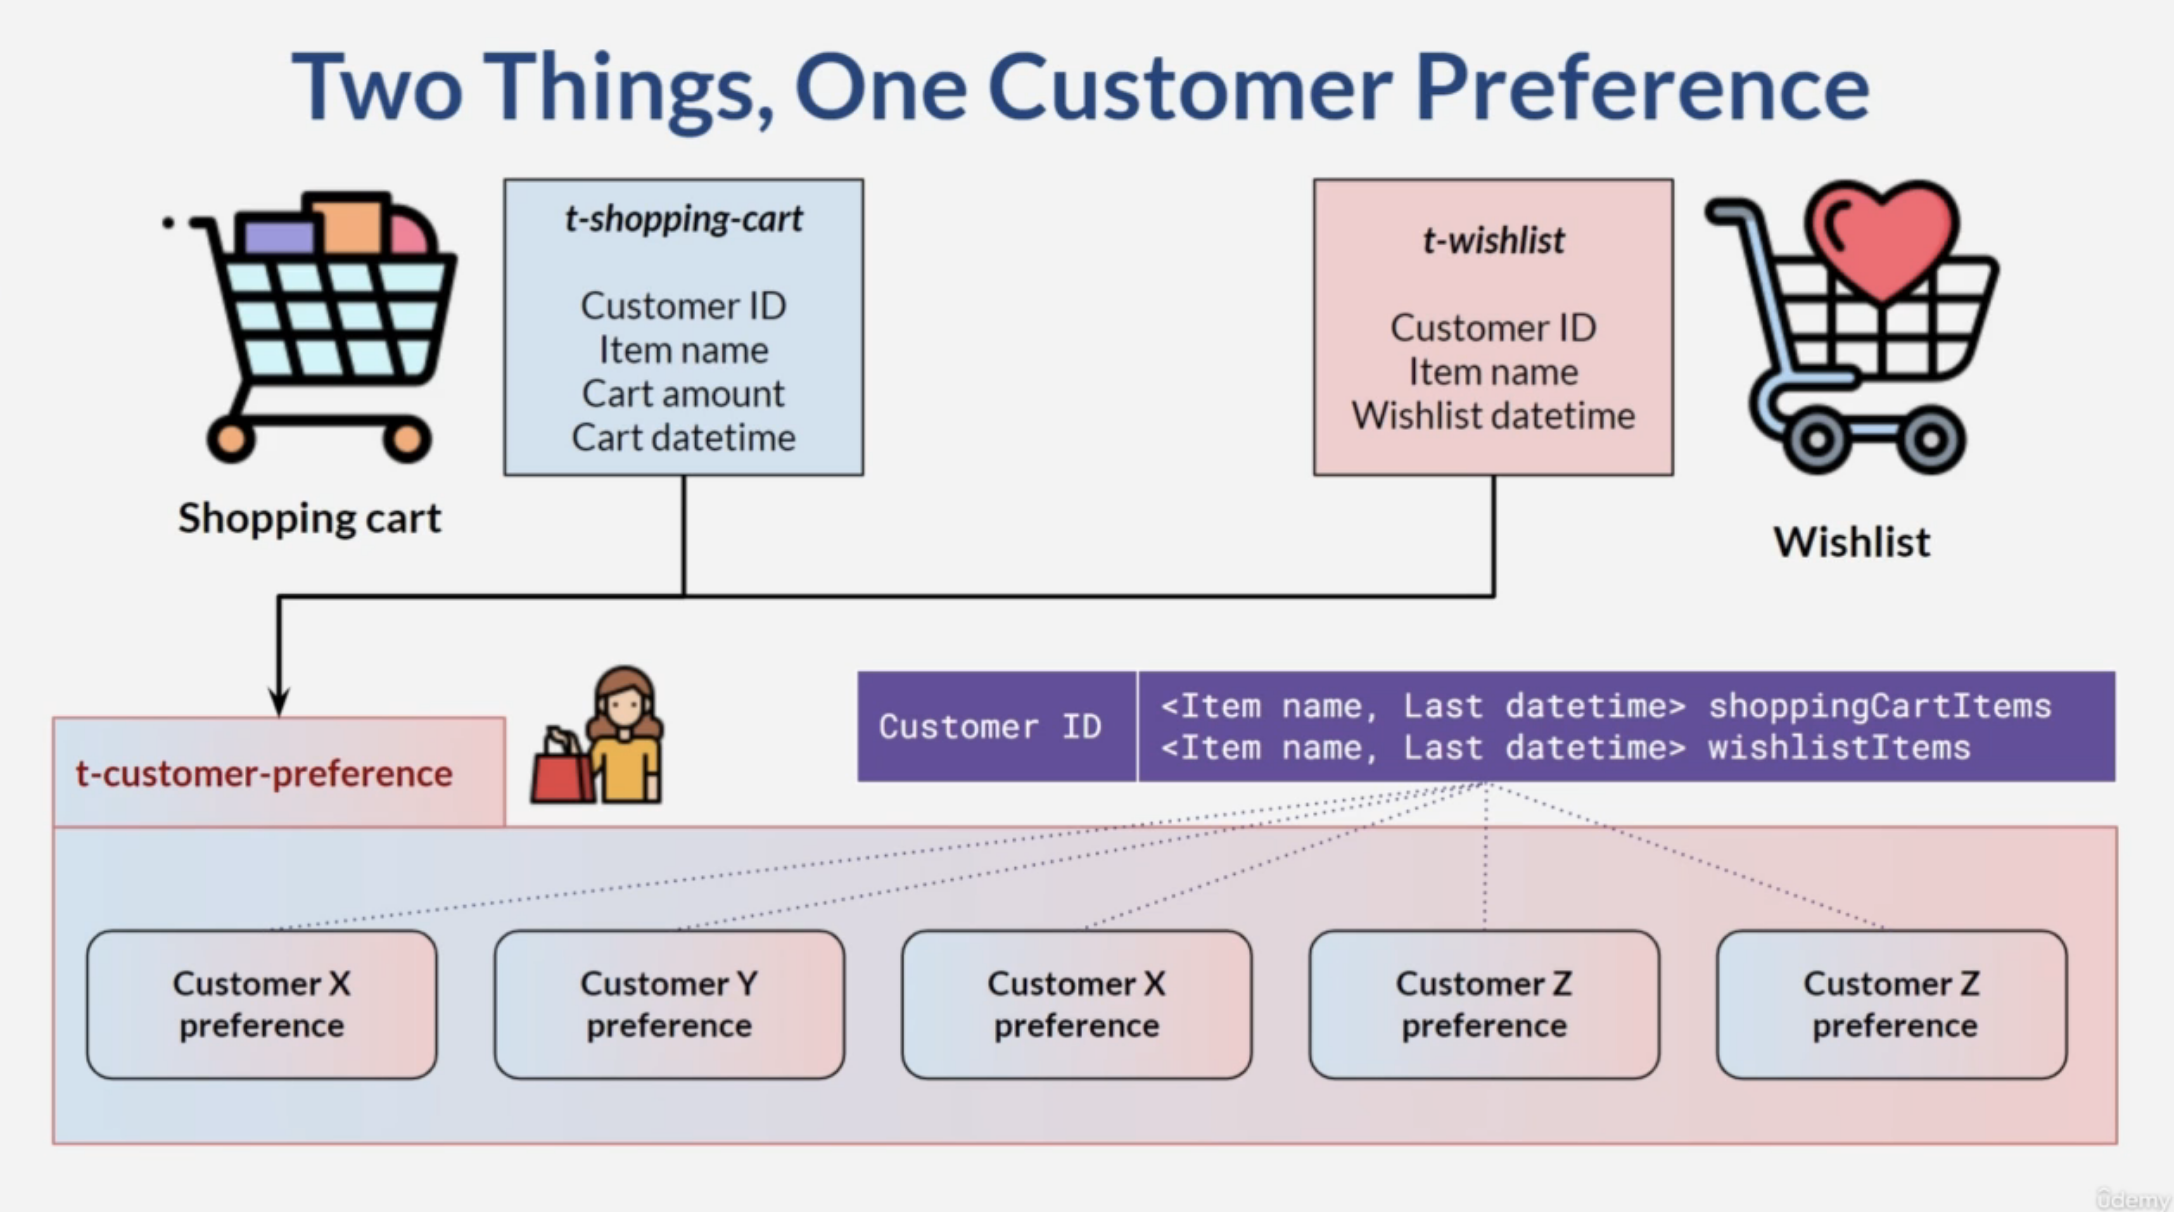 Two Things, One Customer Preference
t-shopping-cart
Customer ID
Item name
Cart amount
Cart datetime
Shopping cart
t-wishlist
Customer ID
Item name
Wishlist datetime
Wishlist
t-customer-preference
Customer ID
<Item name, Last datetime> shoppingCartItems
<Item name, Last datetime> wishlistItems
Customer X
preference
Customer Y
preference
Customer X
preference
Customer Z
preference
Customer Z
preference
ûdemy